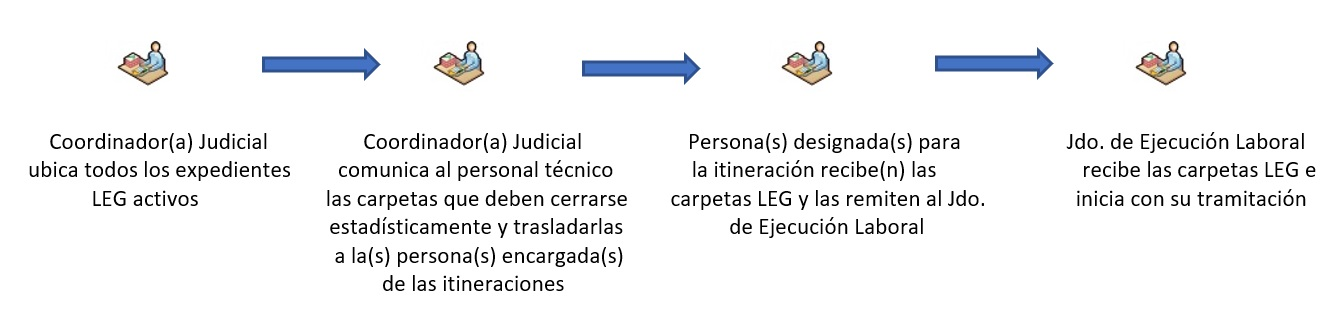 Coordinador(a) Judicial
ubica todos los expedientes
LEG activos
Coordinador(a) Judicial
comunica al personal técnico
las carpetas que deben cerrarse
estadísticamente y trasladarlas
a la(s) persona(s) encargada(s)
de las itineraciones
Persona(s) designada(s) para
la itineración recibe(n) las
carpetas LEG y las remiten al Jdo.
de Ejecución Laboral
Jdo. de Ejecución Laboral
recibe las carpetas LEG e
inicia con su tramitación